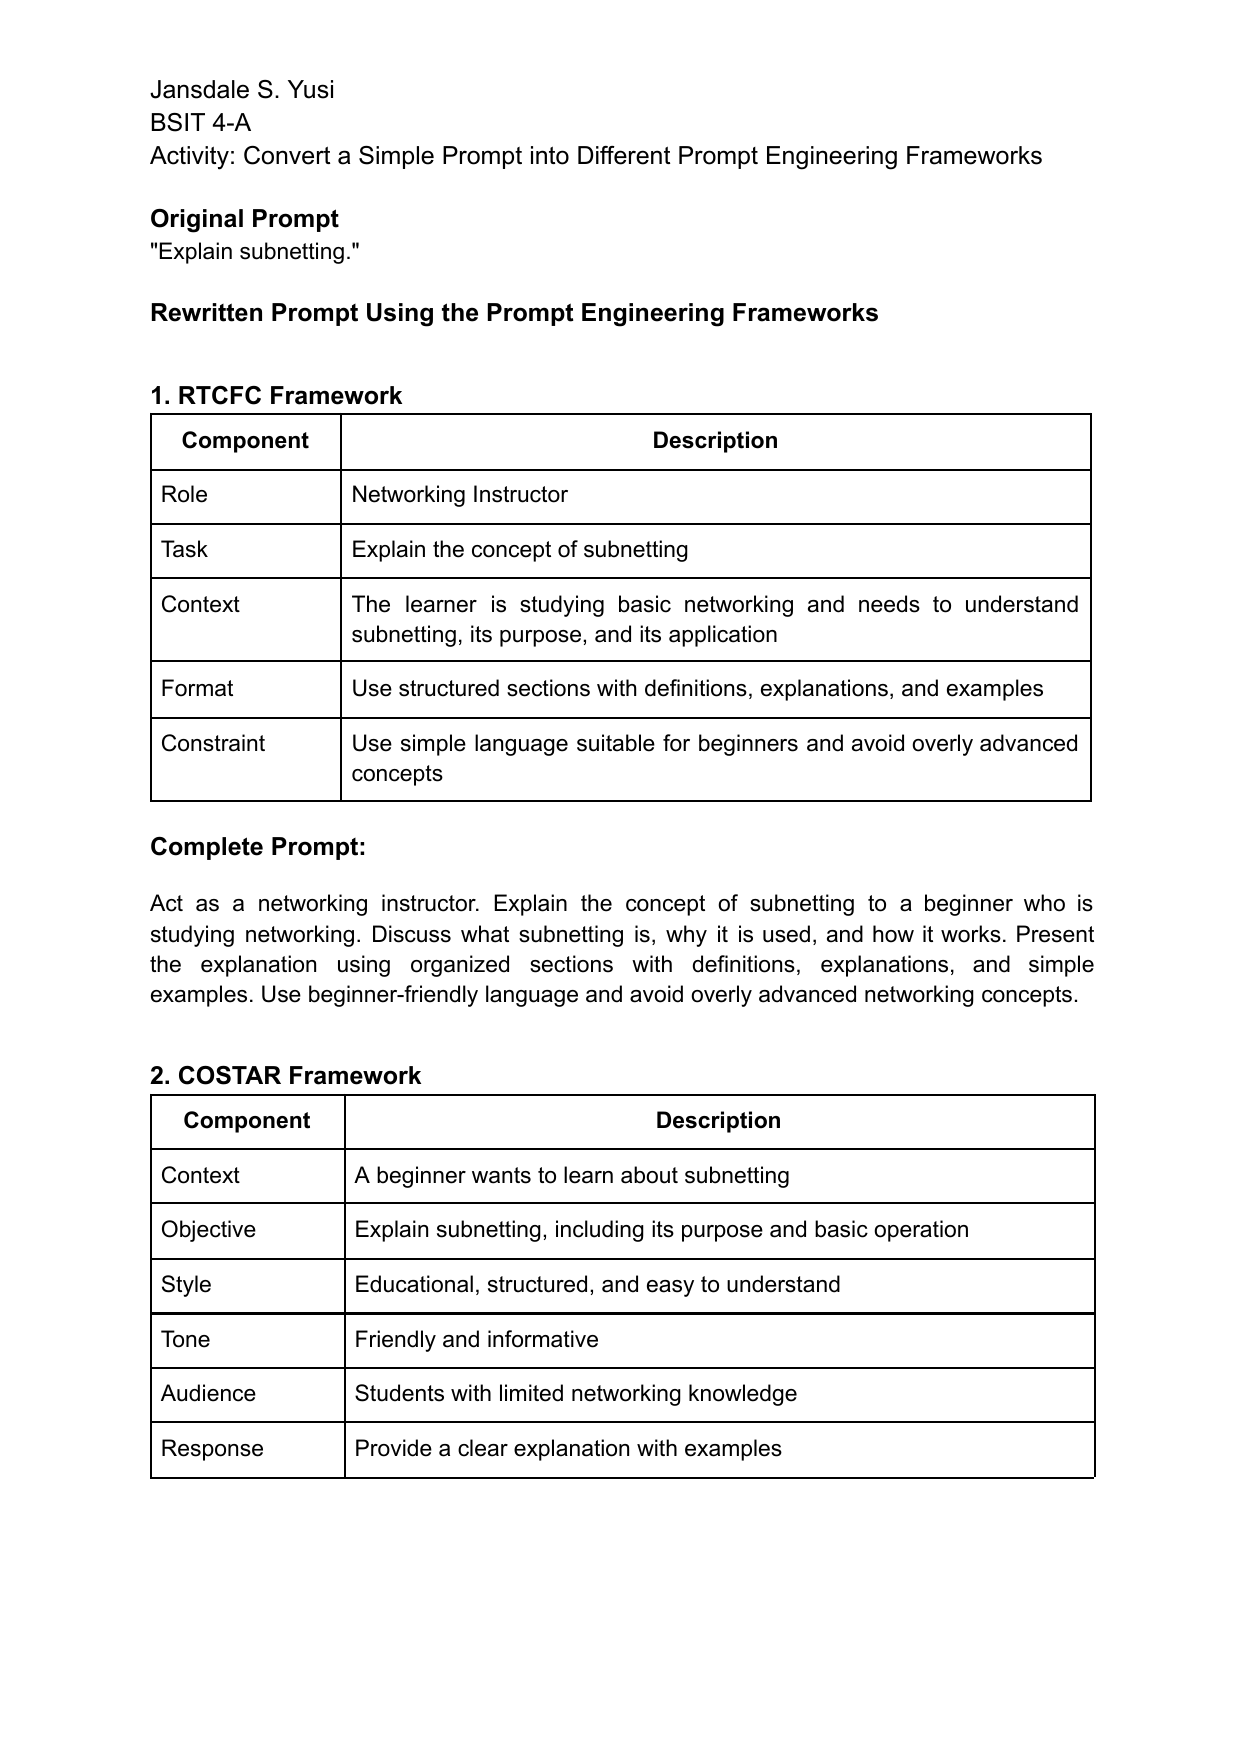 Jansdale S. Yusi
BSIT 4-A
Activity: Convert a Simple Prompt into Different Prompt Engineering Frameworks
Original Prompt
"Explain subnetting."
Rewritten Prompt Using the Prompt Engineering Frameworks
1. RTCFC Framework
Component Description
Role Networking Instructor
Task Explain the concept of subnetting
Context The learner is studying basic networking and needs to understand
subnetting, its purpose, and its application
Format Use structured sections with definitions, explanations, and examples
Constraint Use simple language suitable for beginners and avoid overly advanced
concepts
Complete Prompt:
Act as a networking instructor. Explain the concept of subnetting to a beginner who is
studying networking. Discuss what subnetting is, why it is used, and how it works. Present
the explanation using organized sections with definitions, explanations, and simple
examples. Use beginner-friendly language and avoid overly advanced networking concepts.
2. COSTAR Framework
Component Description
Context A beginner wants to learn about subnetting
Objective Explain subnetting, including its purpose and basic operation
Style Educational, structured, and easy to understand
Tone Friendly and informative
Audience Students with limited networking knowledge
Response Provide a clear explanation with examples